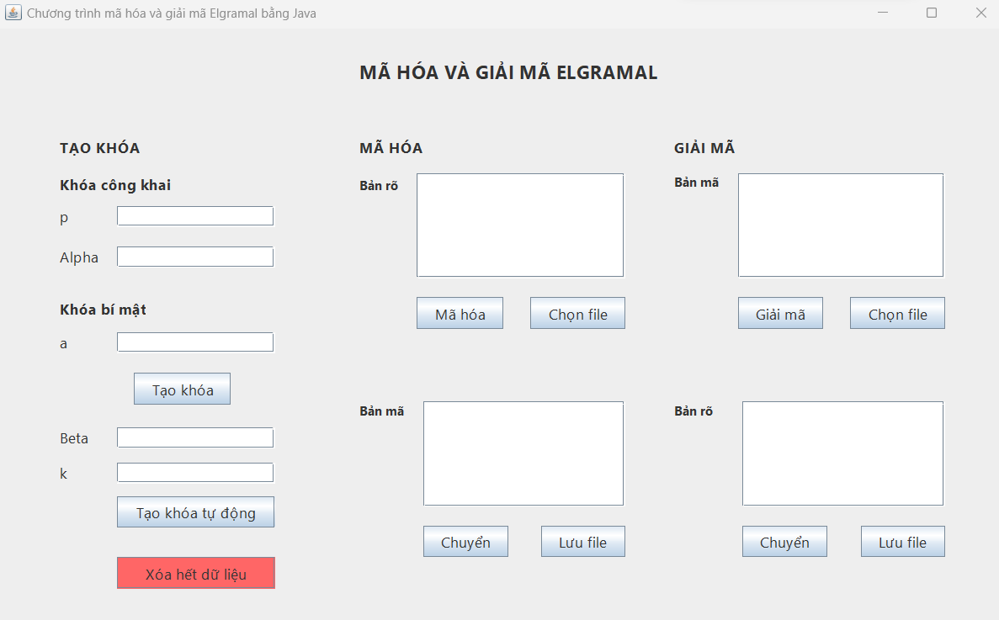 Chương trình mã hóa và giải mã Elgramal bằng Java
MÃ HÓA VÀ GIẢI MÃ ELGRAMAL
TẠO KHÓA
Khóa công khai
p
Alpha
Khóa bí mật
a
Tạo khóa
Beta
k
Tạo khóa tự động
Xóa hết dữ liệu
MÃ HÓA
Bản rõ
Mã hóa
Chọn file
Bản mã
Chuyển
Lưu file
GIẢI MÃ
Bản mã
Giải mã
Chọn file
Bản rõ
Chuyển
Lưu file